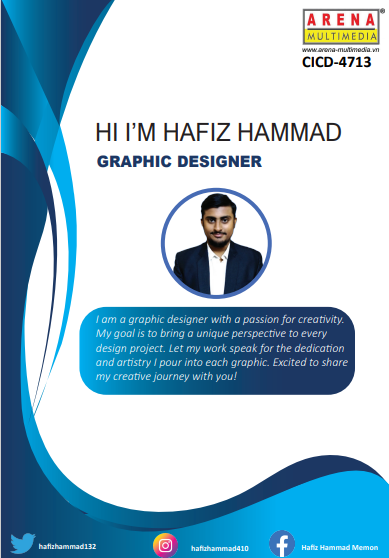 ARENA®
MULTIMEDIA
www.arena-multimedia.vn
CICD-4713
HI I'M HAFIZ HAMMAD
GRAPHIC DESIGNER
I am a graphic designer with a passion for creativity.
My goal is to bring a unique perspective to every
design project. Let my work speak for the dedication
and artistry I pour into each graphic. Excited to share
my creative journey with you!
hafizhammad132
hafizhammad410
Hafiz Hammad Memon